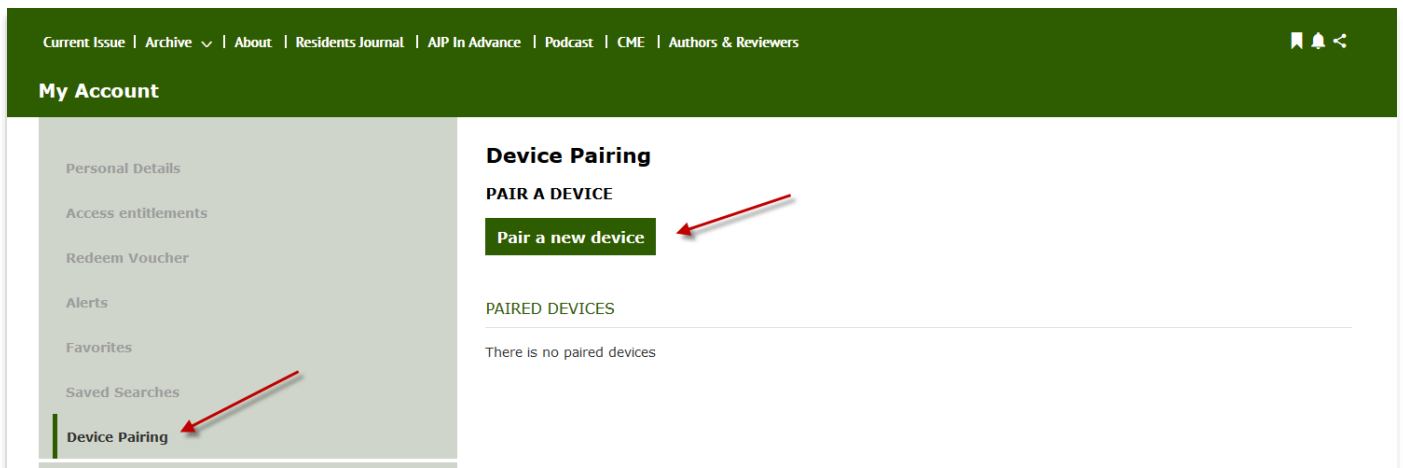 Current Issue | Archive | About | Residents Journal | AJP In Advance | Podcast | CME | Authors & Reviewers
My Account
Personal Details
Access entitlements
Redeem Voucher
Alerts
Favorites
Saved Searches
Device Pairing
Device Pairing
PAIR A DEVICE
Pair a new device
PAIRED DEVICES
There is no paired devices